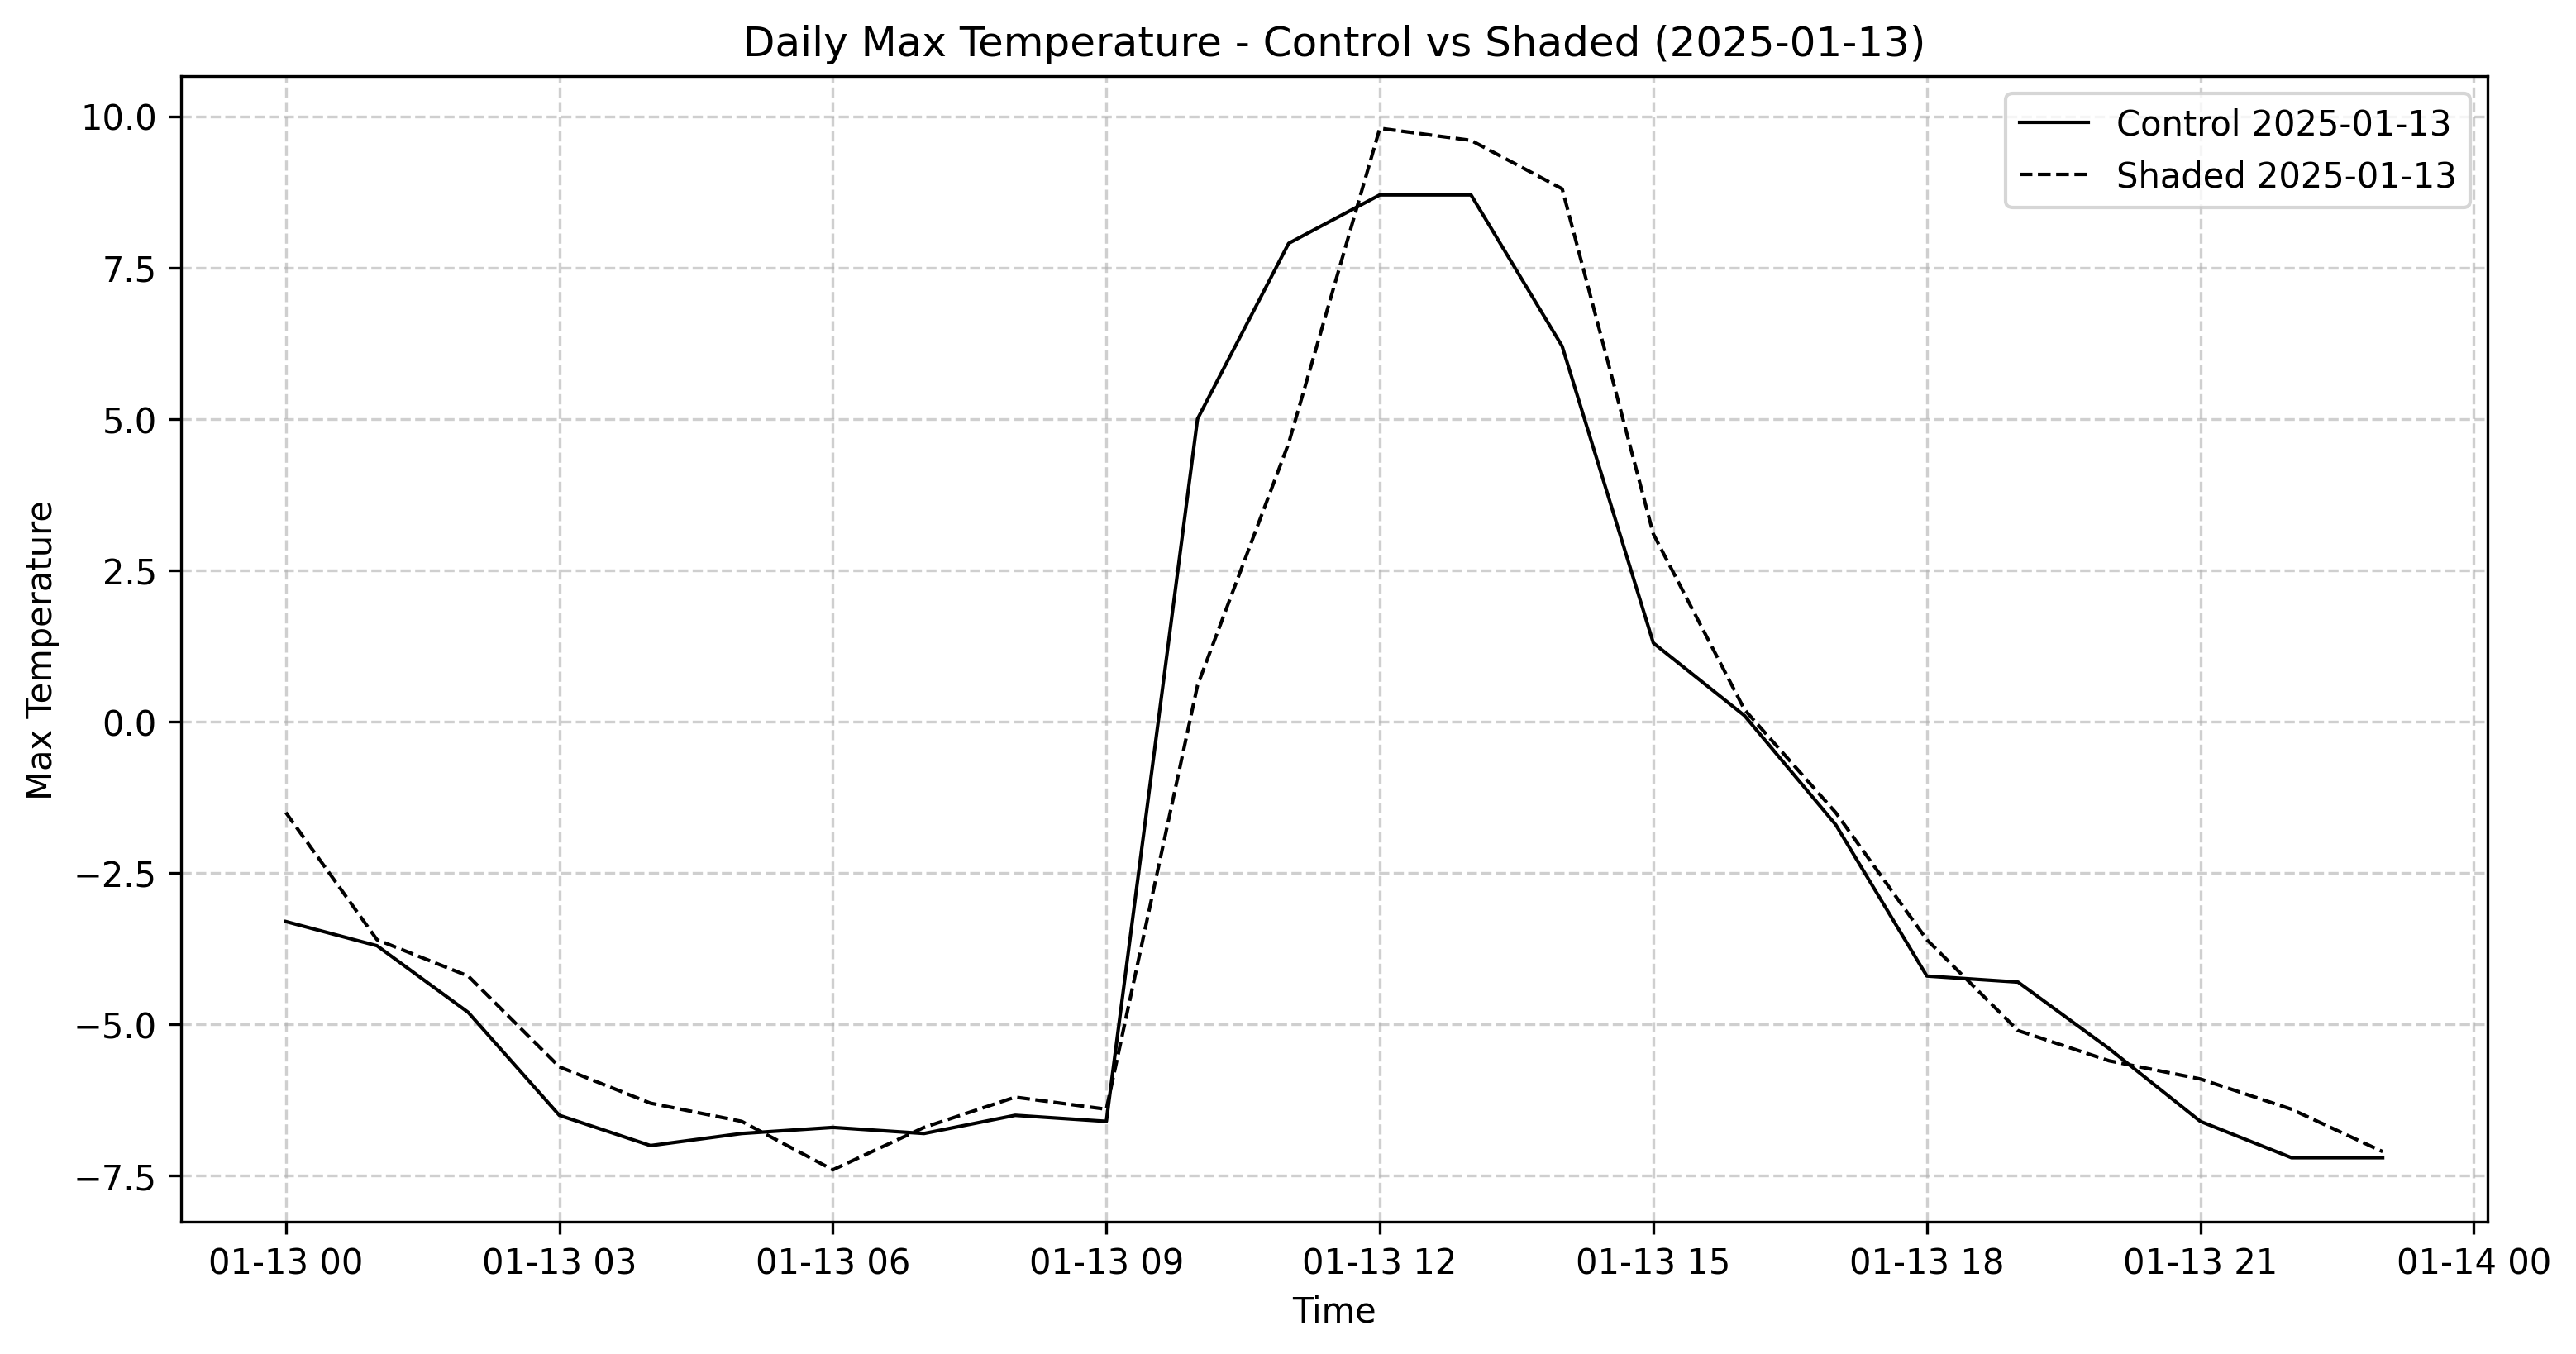 Daily Max Temperature - Control vs Shaded (2025-01-13)
Control 2025-01-13
Shaded 2025-01-13
Max Temperature
10.0
7.5
5.0
2.5
0.0
−2.5
−5.0
−7.5
01-13 00 01-13 03 01-13 06 01-13 09 01-13 12 01-13 15 01-13 18 01-13 21 01-14 00
Time